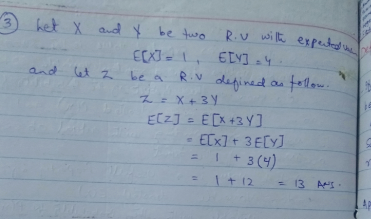 ③ Let X and Y be two R.V with expected value
E[X] = 1 , E[Y] = 4.
and let Z be a R.V defined as follow.
Z = X + 3Y
E[Z] = E[X+3Y]
= E[X] + 3E[Y]
= 1 + 3(4)
= 1 + 12 = 13 Ans.